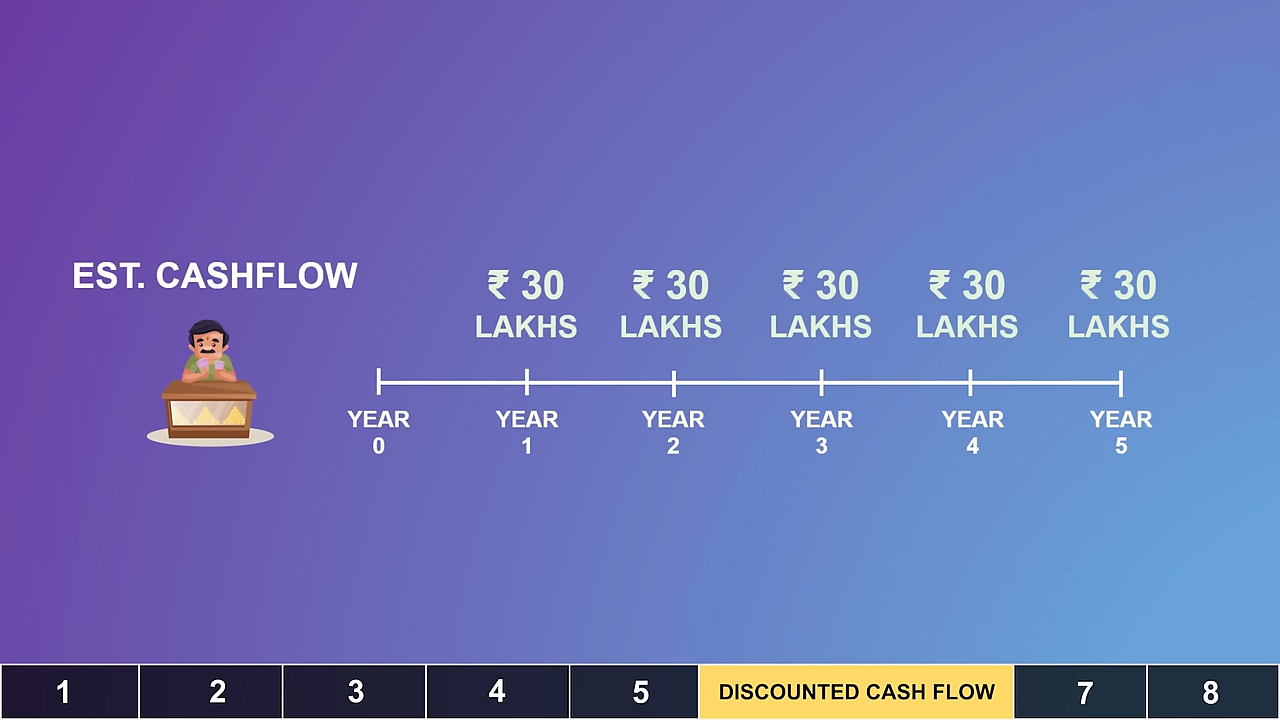 EST. CASHFLOW
₹ 30 ₹ 30 ₹ 30 ₹ 30 ₹ 30
LAKHS LAKHS LAKHS LAKHS LAKHS
YEAR YEAR YEAR YEAR YEAR YEAR
0 1 2 3 4 5
1 2 3 4 5 DISCOUNTED CASH FLOW 7 8